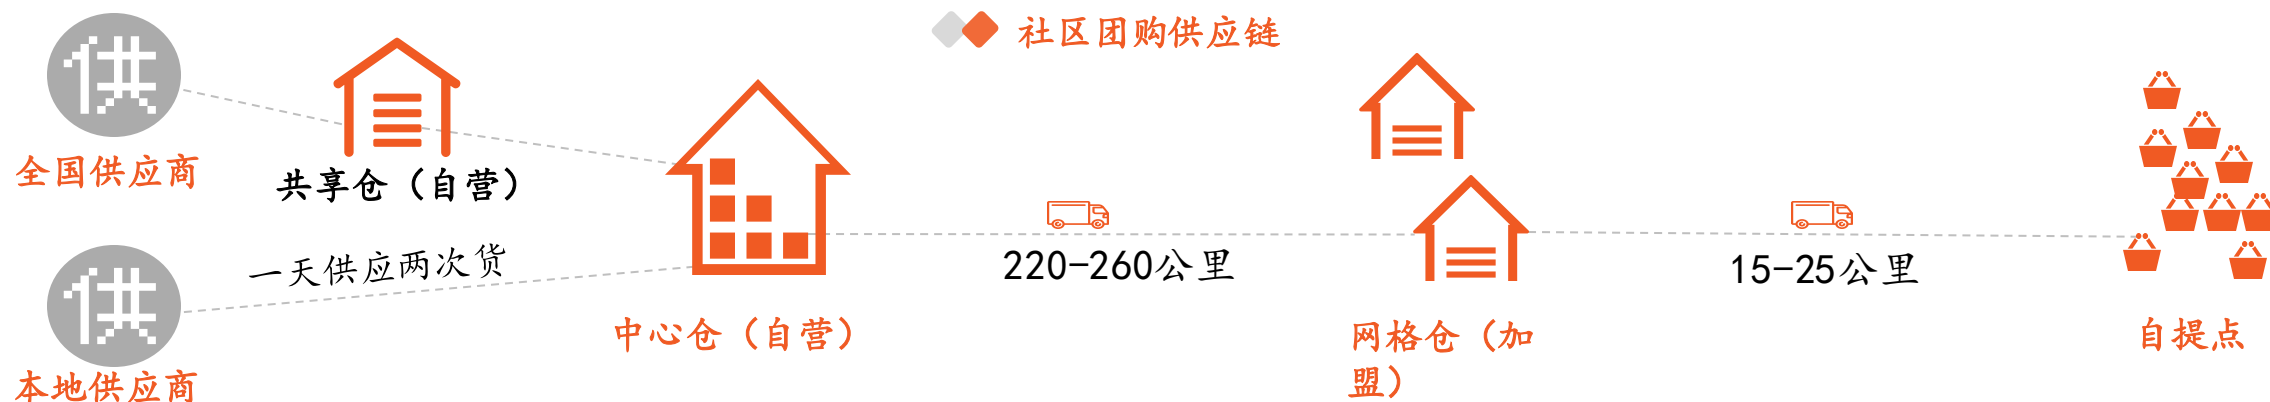 社区团购供应链
供
全国供应商
共享仓（自营）
供
一天供应两次货
本地供应商
中心仓（自营）
220-260公里
网格仓（加
盟）
15-25公里
自提点